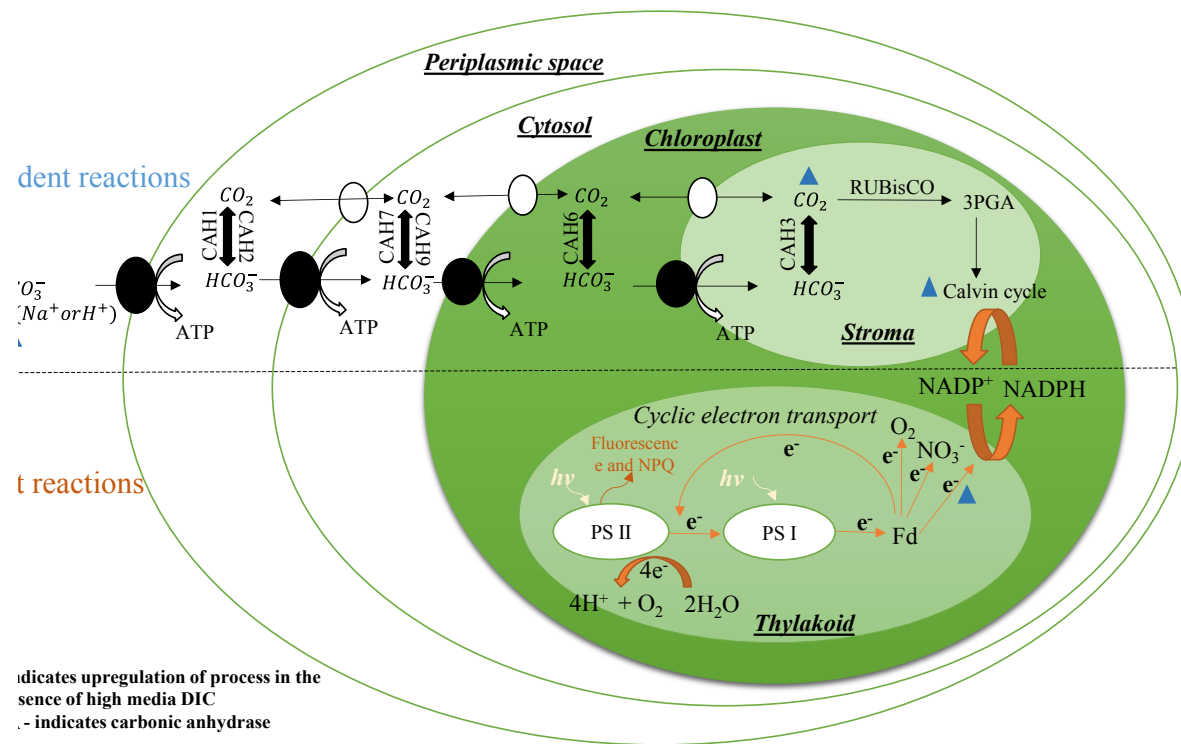 Periplasmic space
Cytosol
Chloroplast
dent reactions
CO₂
CO₂
CO₂
CO₂
RUBisCO
3PGA
CAH1
CAH2
CAH7
CAH9
CAH6
CAH3
HCO₃⁻
HCO₃⁻
HCO₃⁻
HCO₃⁻
Calvin cycle
O₃⁻
(Na⁺orH⁺)
ATP
ATP
ATP
ATP
Stroma
NADP⁺
NADPH
Cyclic electron transport
O₂
NO₃⁻
Fluorescenc
e and NPQ
e⁻
e⁻
e⁻
e⁻
t reactions
hν
hν
PS II
e⁻
PS I
e⁻
Fd
4e⁻
4H⁺ + O₂
2H₂O
Thylakoid
dicates upregulation of process in the
sence of high media DIC
- indicates carbonic anhydrase